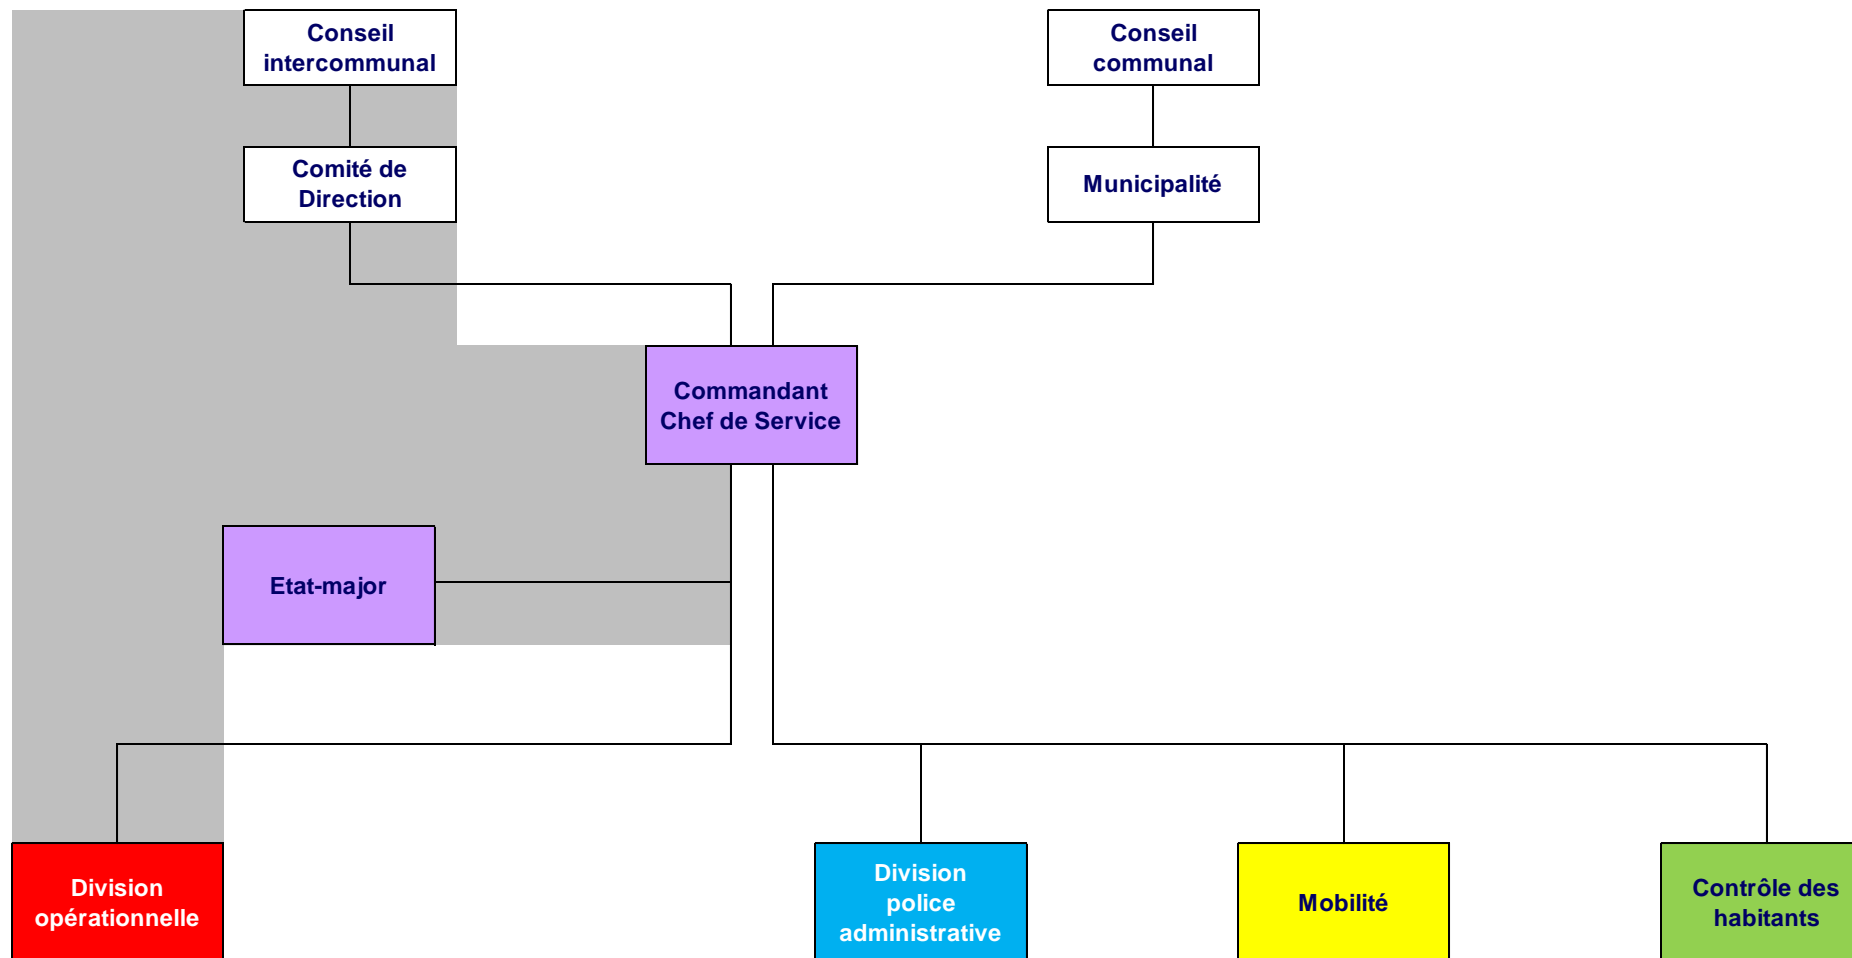 Conseil
intercommunal
Conseil
communal
Comité de
Direction
Municipalité
Commandant
Chef de Service
Etat-major
Division
opérationnelle
Division
police
administrative
Mobilité
Contrôle des
habitants